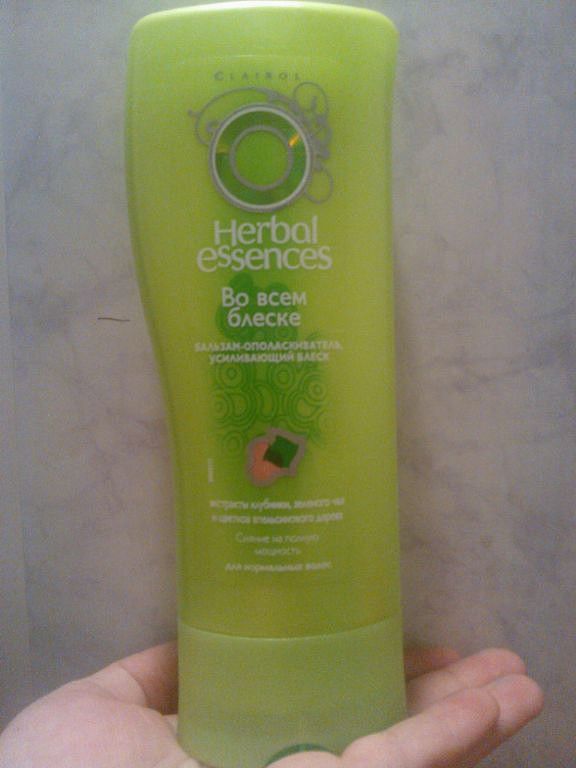 CLAIROL
Herbal
essences
Во всем
блеске
БАЛЬЗАМ-ОПОЛАСКИВАТЕЛЬ,
УСИЛИВАЮЩИЙ БЛЕСК
экстракты клубники, зеленого чая
и цветков апельсинового дерева
Сияние на полную
мощность
для нормальных волос